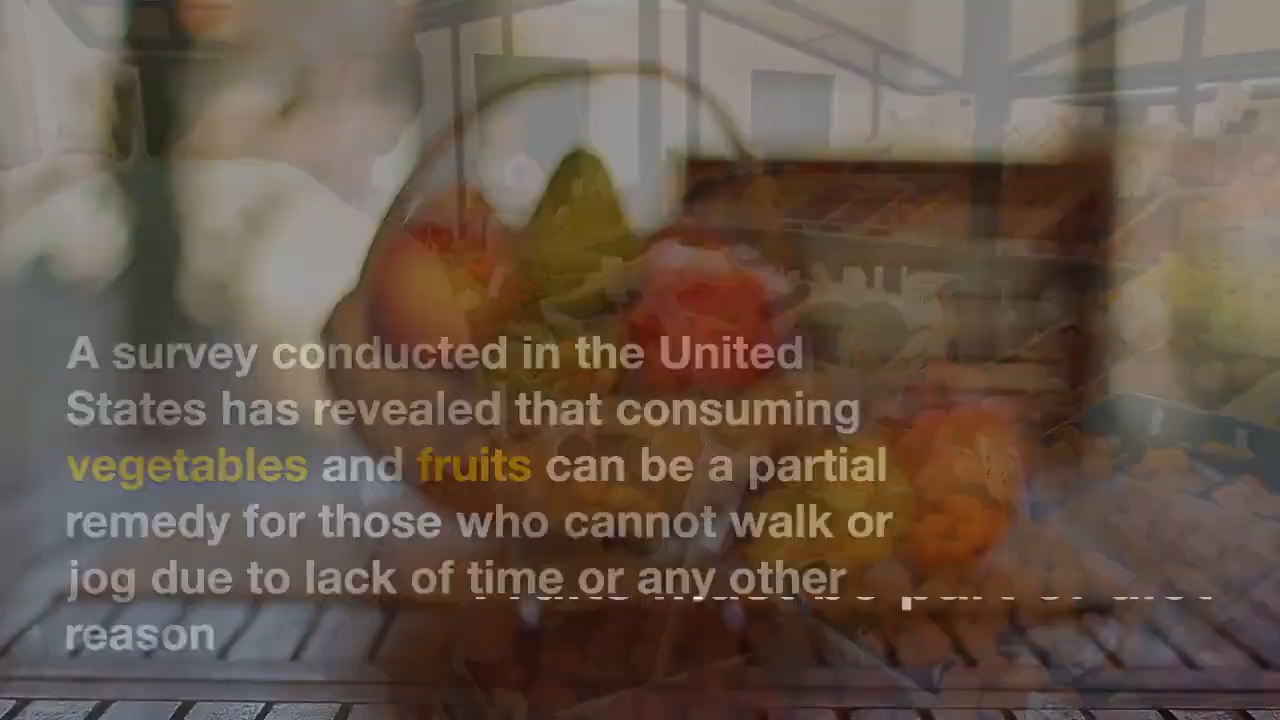 A survey conducted in the United
States has revealed that consuming
vegetables and fruits can be a partial
remedy for those who cannot walk or
jog due to lack of time or any other
reason